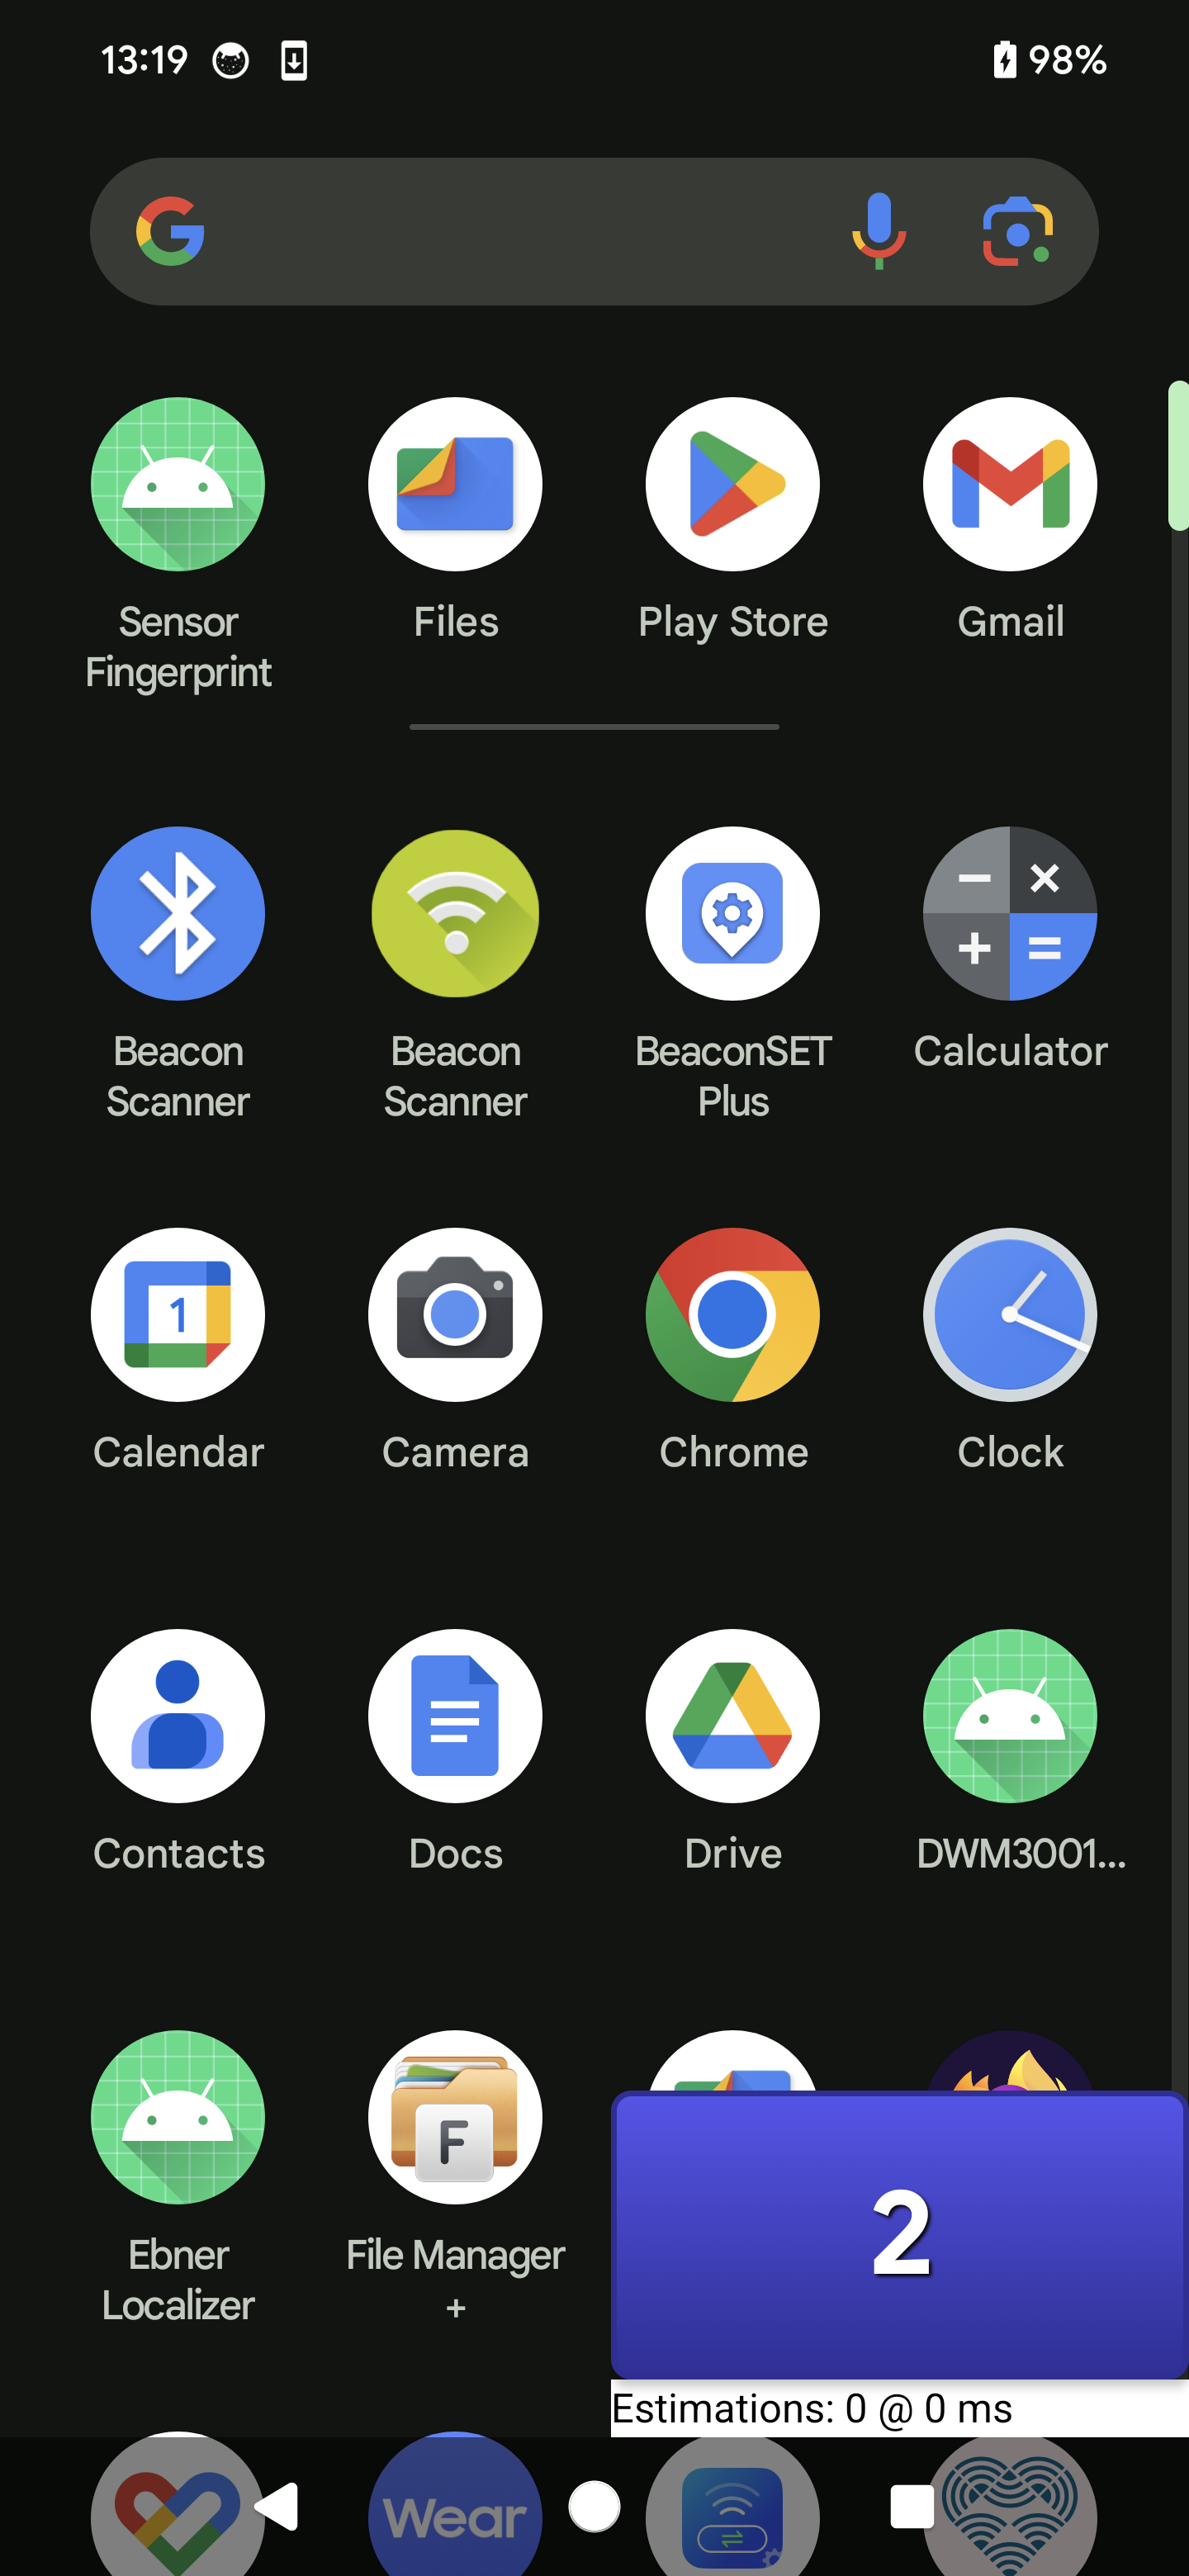 13:19 98%
Sensor Files Play Store Gmail
Fingerprint
Beacon Beacon BeaconSET Calculator
Scanner Scanner Plus
1
Calendar Camera Chrome Clock
Contacts Docs Drive DWM3001...
F
Ebner File Manager
Localizer +
2
Estimations: 0 @ 0 ms
Wear